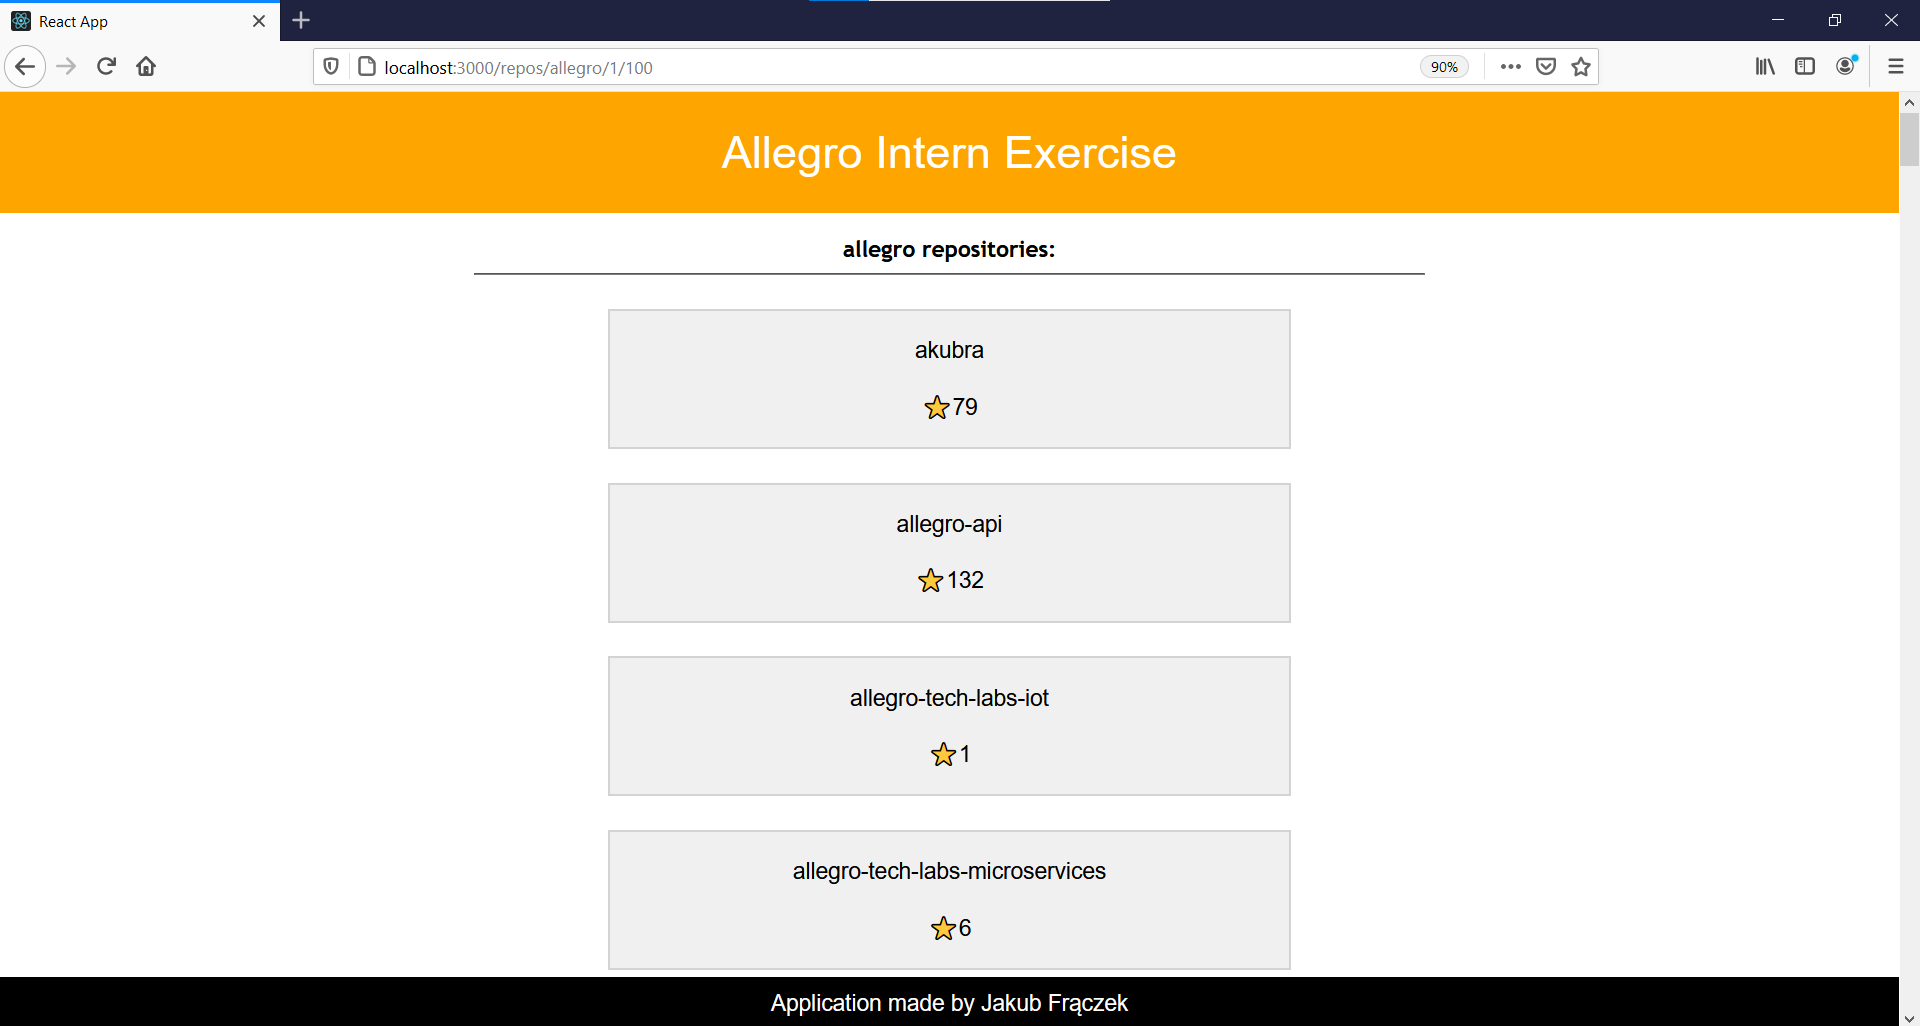 React App
localhost:3000/repos/allegro/1/100
90%
Allegro Intern Exercise
allegro repositories:
akubra
79
allegro-api
132
allegro-tech-labs-iot
1
allegro-tech-labs-microservices
6
Application made by Jakub Frączek